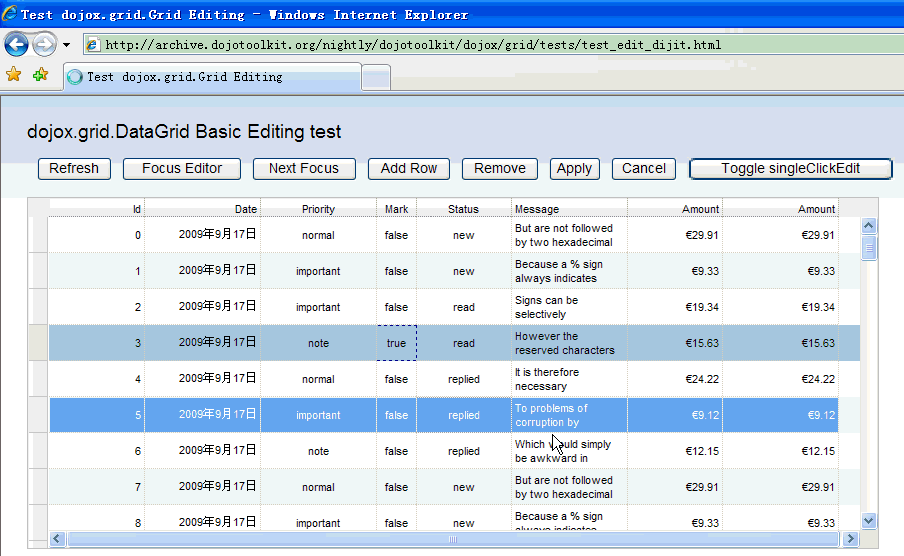 Test dojox.grid.Grid Editing - Windows Internet Explorer
http://archive.dojotoolkit.org/nightly/dojotoolkit/dojox/grid/tests/test_edit_dijit.html
Test dojox.grid.Grid Editing
dojox.grid.DataGrid Basic Editing test
Refresh Focus Editor Next Focus Add Row Remove Apply Cancel Toggle singleClickEdit
Id Date Priority Mark Status Message Amount Amount
0 2009年9月17日 normal false new But are not followed €29.91 €29.91
by two hexadecimal
1 2009年9月17日 important false new Because a % sign €9.33 €9.33
always indicates
2 2009年9月17日 important false read Signs can be €19.34 €19.34
selectively
3 2009年9月17日 note true read However the €15.63 €15.63
reserved characters
4 2009年9月17日 normal false replied It is therefore €24.22 €24.22
necessary
5 2009年9月17日 important false replied To problems of €9.12 €9.12
corruption by
6 2009年9月17日 note false replied Which would simply €12.15 €12.15
be awkward in
7 2009年9月17日 normal false new But are not followed €29.91 €29.91
by two hexadecimal
8 2009年9月17日 important false new Because a % sign €9.33 €9.33
always indicates